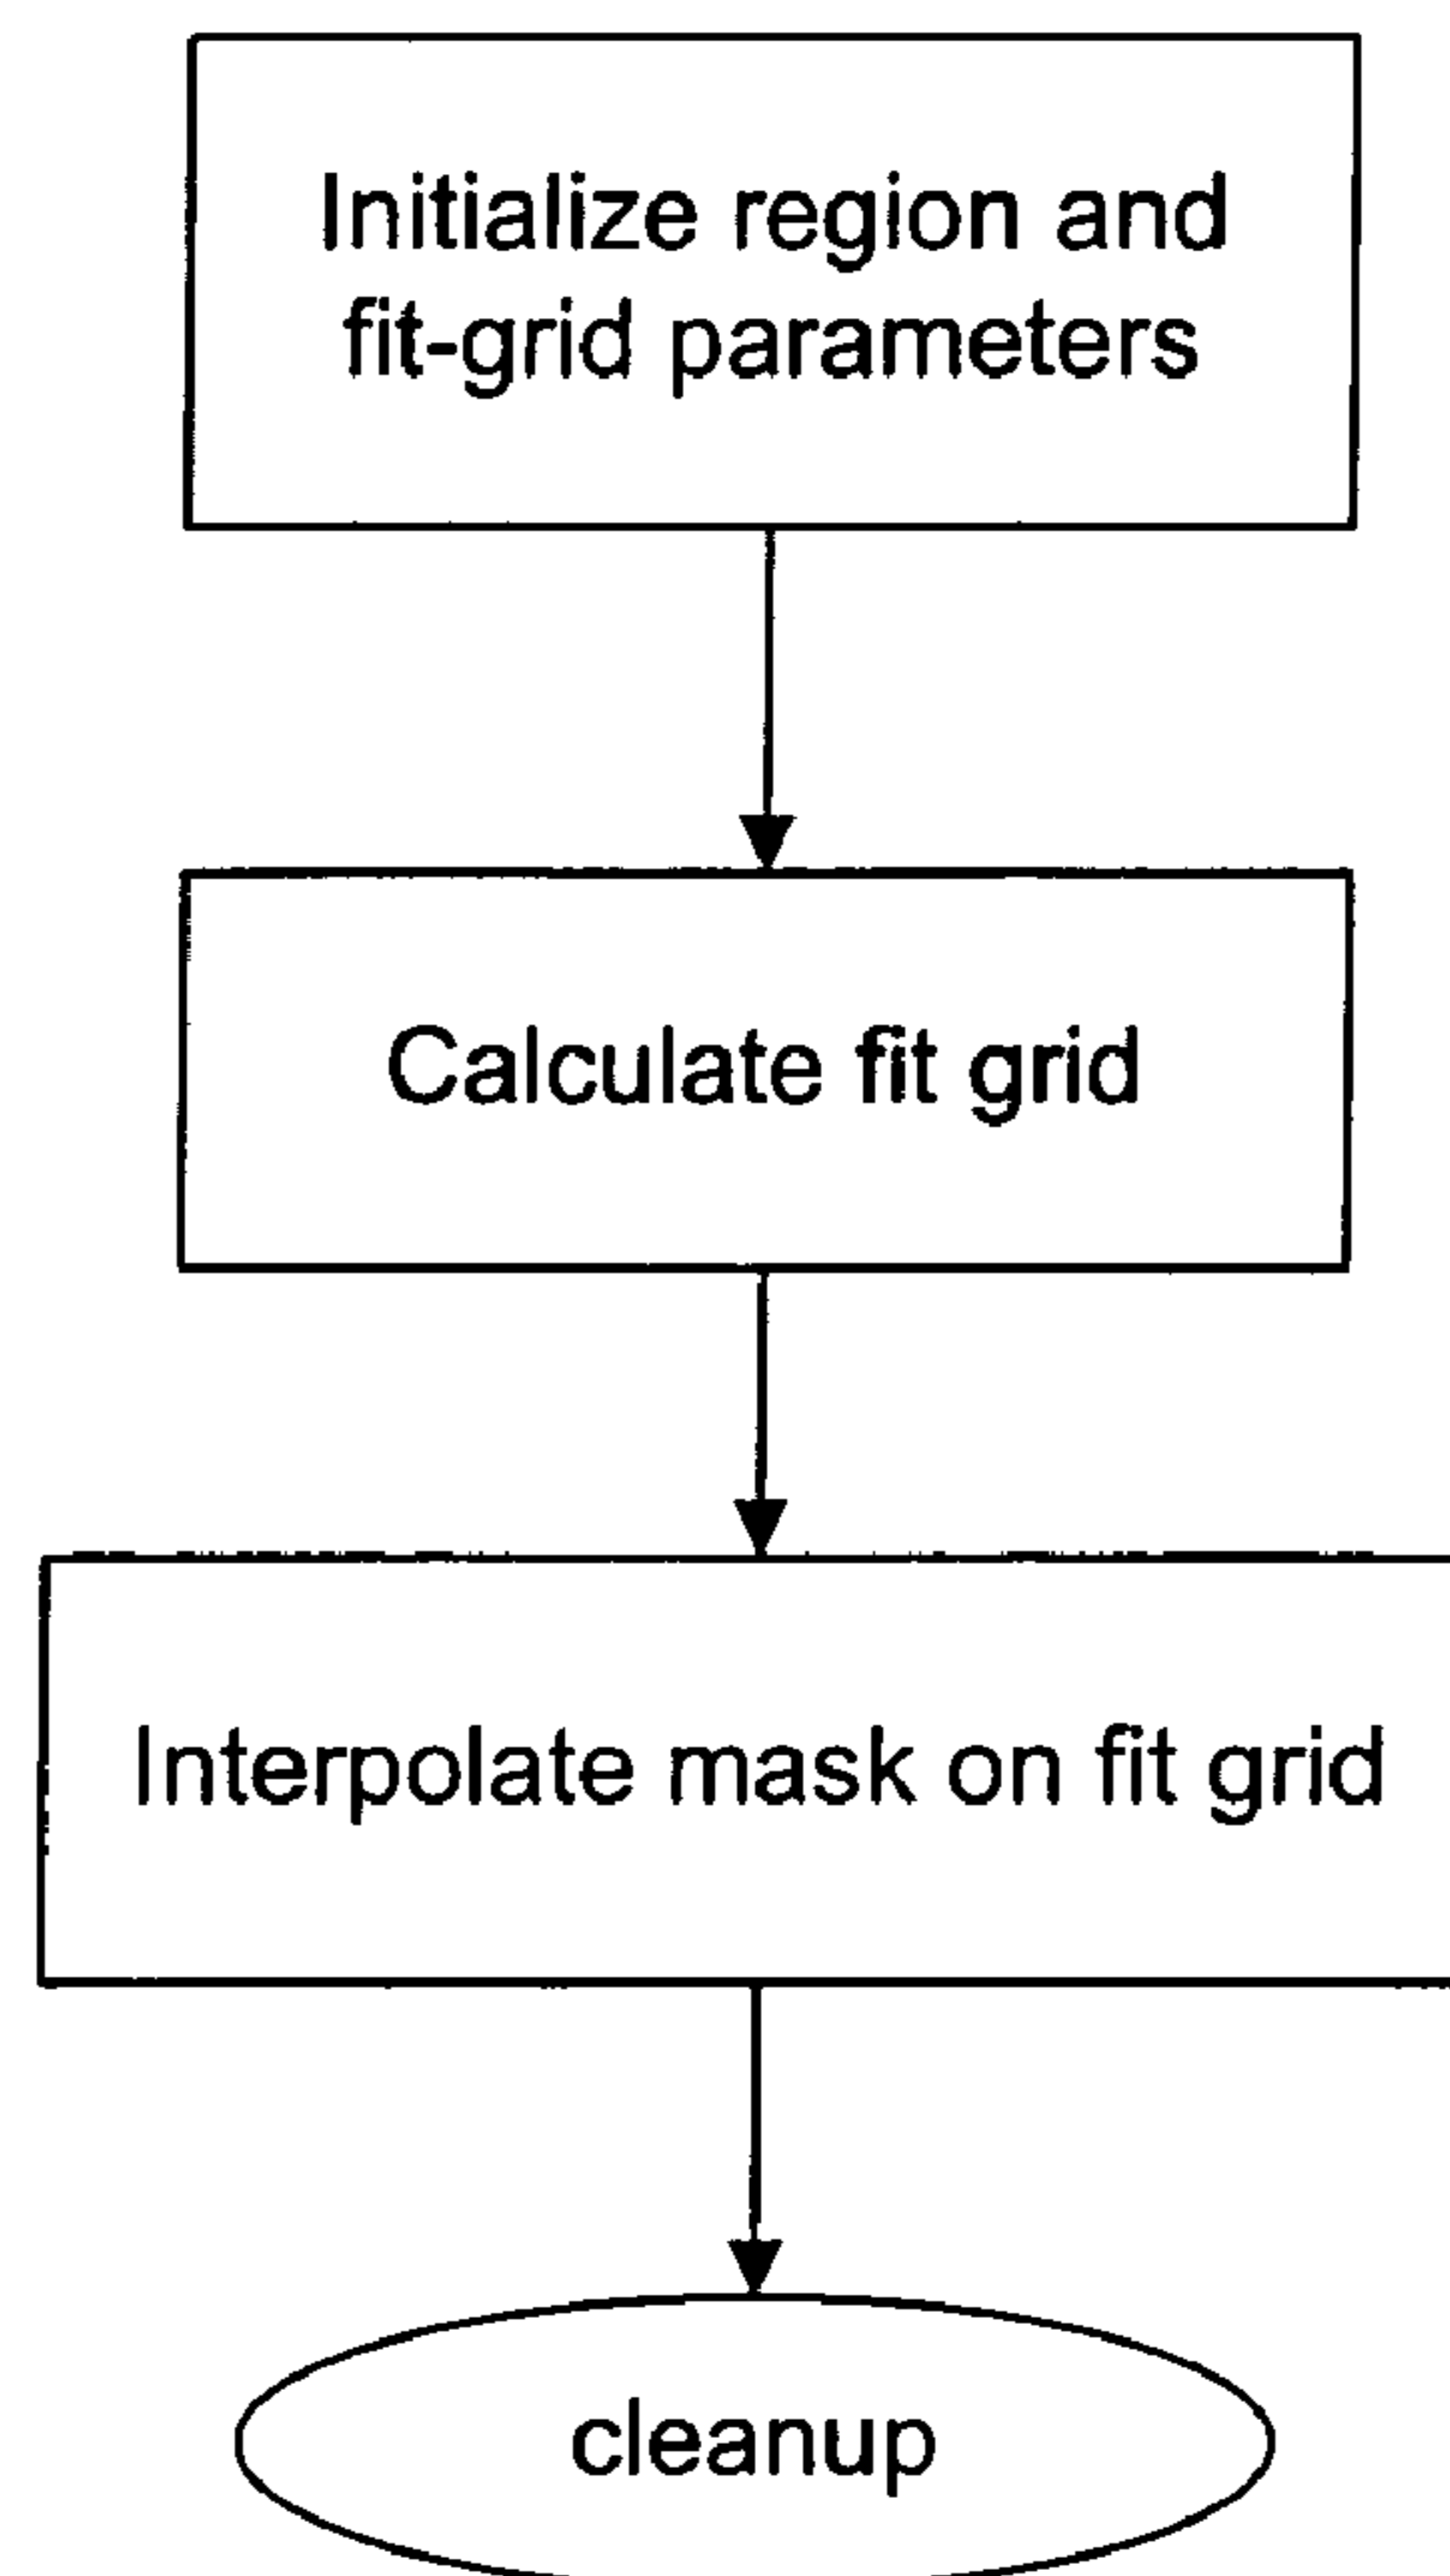 Initialize region and
fit-grid parameters
Calculate fit grid
Interpolate mask on fit grid
cleanup